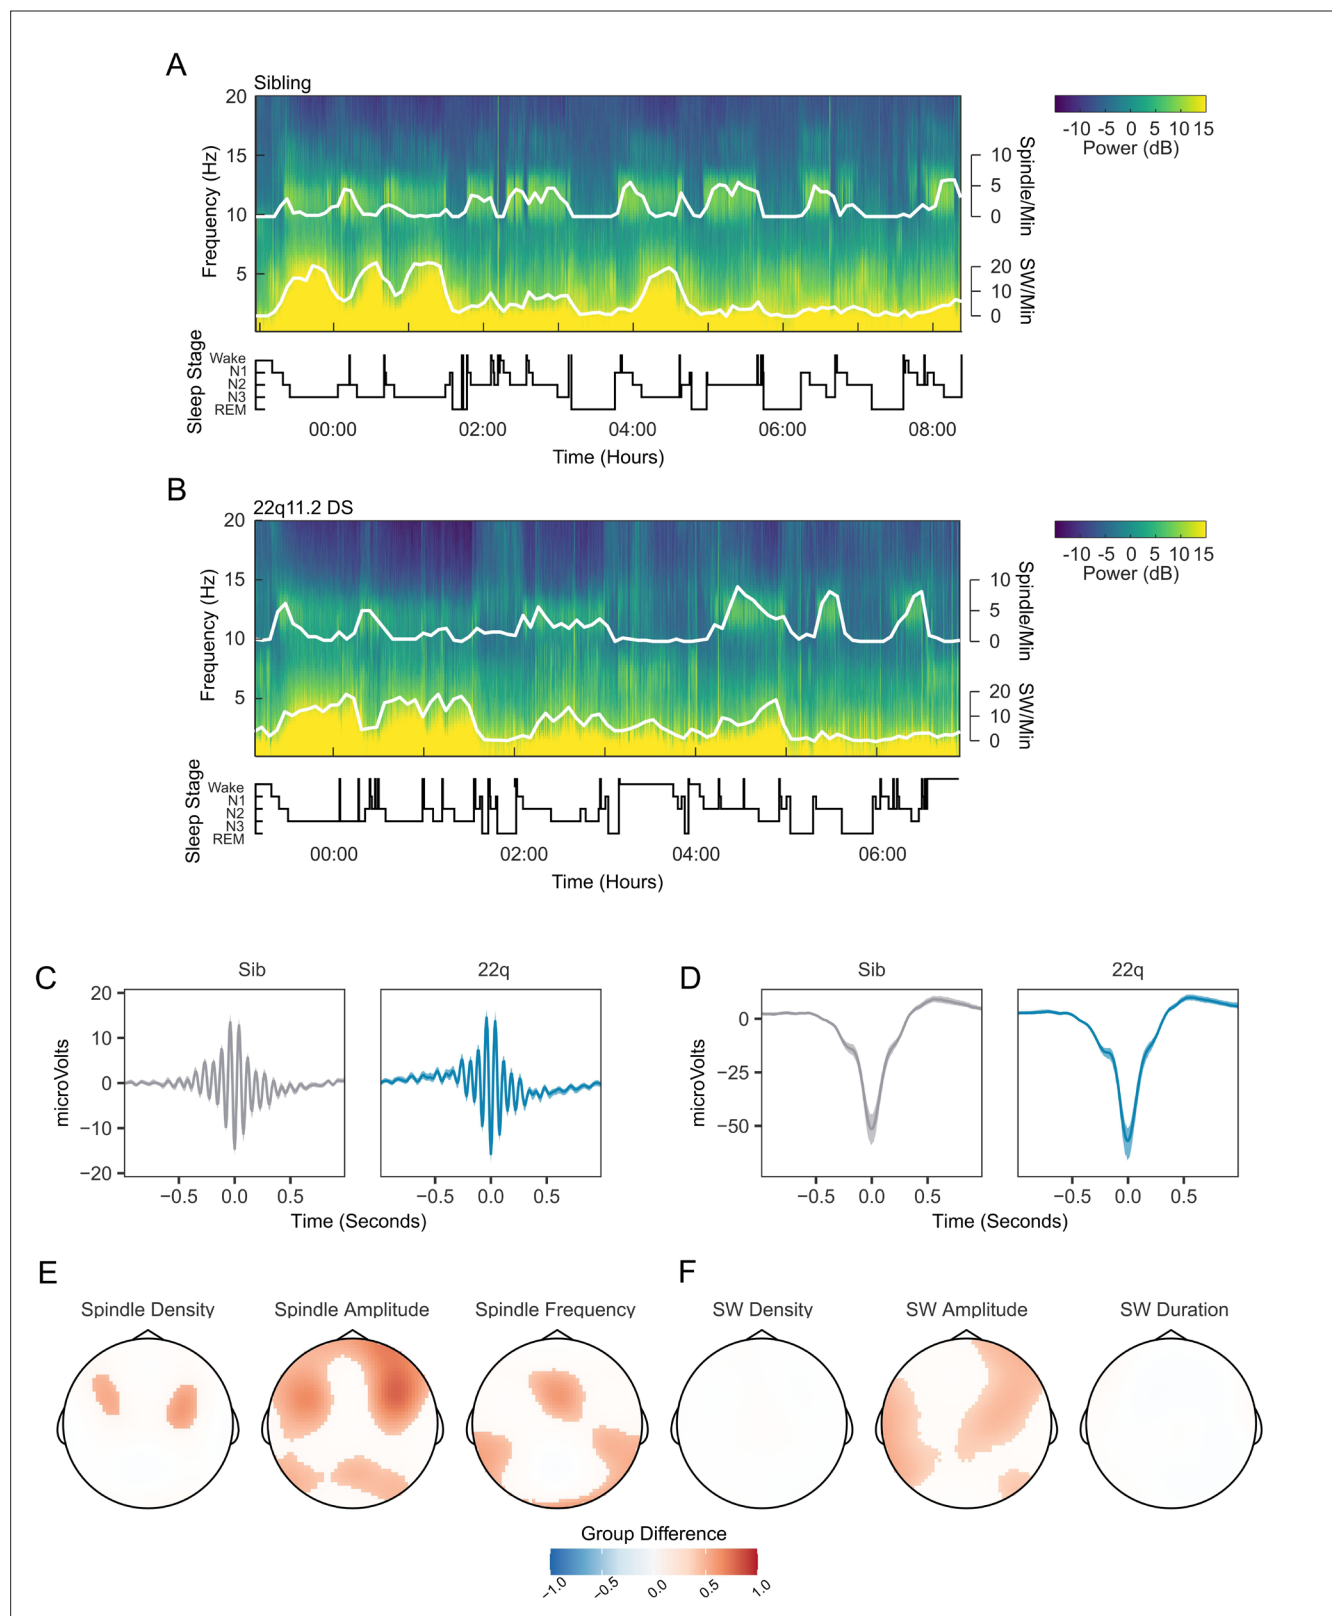 A
Sibling
20
15
10
5
Frequency (Hz)
10
5
0
Spindle/Min
20
10
0
SW/Min
-10 -5 0 5 10 15
Power (dB)
Sleep Stage
Wake
N1
N2
N3
REM
00:00 02:00 04:00 06:00 08:00
Time (Hours)
B
22q11.2 DS
20
15
10
5
Frequency (Hz)
10
5
0
Spindle/Min
20
10
0
SW/Min
-10 -5 0 5 10 15
Power (dB)
Sleep Stage
Wake
N1
N2
N3
REM
00:00 02:00 04:00 06:00
Time (Hours)
C
Sib 22q
20
10
0
−10
−20
microVolts
−0.5 0.0 0.5 −0.5 0.0 0.5
Time (Seconds)
D
Sib 22q
0
−25
−50
microVolts
−0.5 0.0 0.5 −0.5 0.0 0.5
Time (Seconds)
E
Spindle Density Spindle Amplitude Spindle Frequency
F
SW Density SW Amplitude SW Duration
Group Difference
−1.0 −0.5 0.0 0.5 1.0